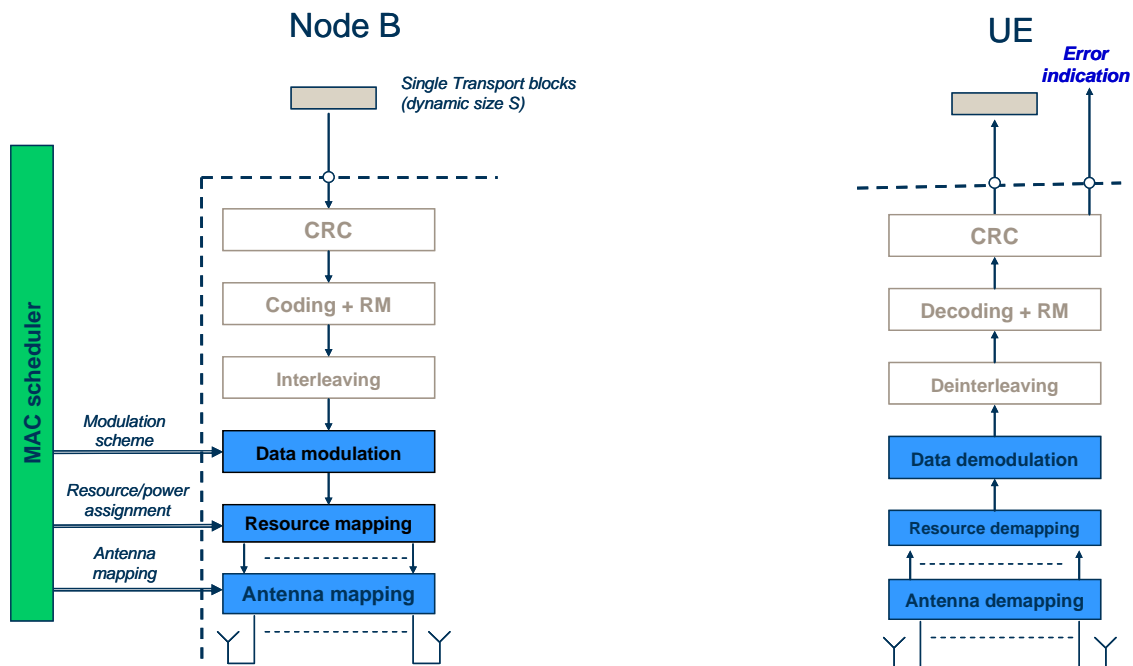 Node B
UE
Single Transport blocks
(dynamic size S)
Error
indication
MAC scheduler
CRC
Coding + RM
Interleaving
Modulation
scheme
Data modulation
Resource/power
assignment
Resource mapping
Antenna
mapping
Antenna mapping
CRC
Decoding + RM
Deinterleaving
Data demodulation
Resource demapping
Antenna demapping